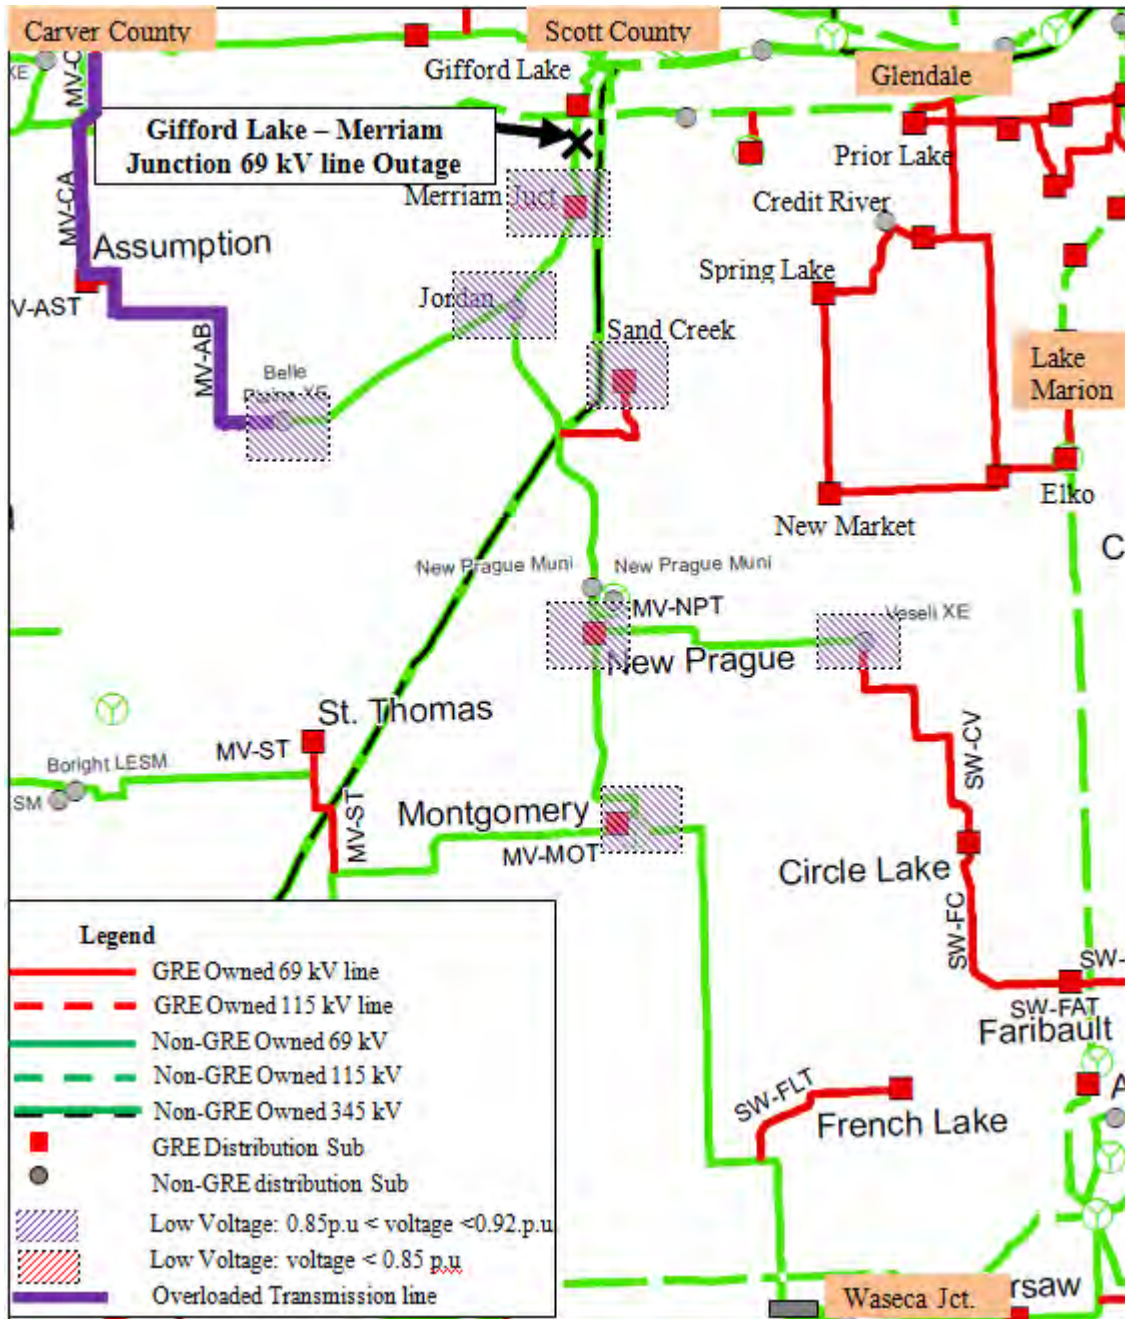 Carver County
Scott County
Gifford Lake
Glendale
XE
MV-C
Gifford Lake – Merriam
Junction 69 kV line Outage
Prior Lake
Merriam Juct
Credit River
MV-CA
Assumption
Spring Lake
V-AST
Jordan
Sand Creek
MV-AB
Belle
Lake
Marion
Elko
New Market
C
New Prague Muni
New Prague Muni
MV-NPT
Veseli XE
New Prague
St. Thomas
MV-ST
SW-CV
Boright LESM
SM
MV-ST
Montgomery
MV-MOT
Circle Lake
SW-FC
SW-
SW-FAT
Faribault
Legend
GRE Owned 69 kV line
GRE Owned 115 kV line
Non-GRE Owned 69 kV
Non-GRE Owned 115 kV
Non-GRE Owned 345 kV
GRE Distribution Sub
Non-GRE distribution Sub
Low Voltage: 0.85p.u < voltage <0.92.p.u
Low Voltage: voltage < 0.85 p.u
Overloaded Transmission line
SW-FLT
French Lake
A
Waseca Jct.
rsaw